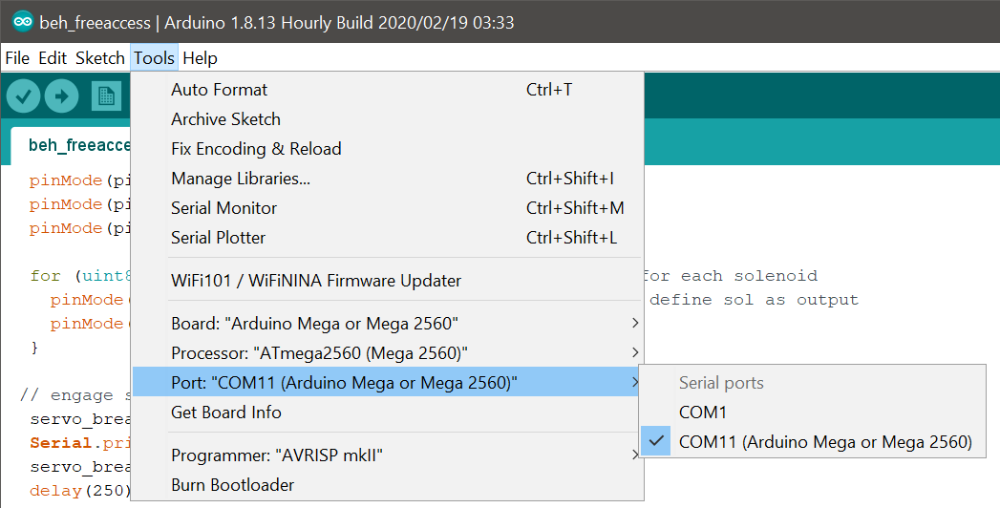 beh_freeaccess | Arduino 1.8.13 Hourly Build 2020/02/19 03:33
File Edit Sketch Tools Help
Auto Format Ctrl+T
Archive Sketch
beh_freeacce
Fix Encoding & Reload
pinMode(pi
Manage Libraries... Ctrl+Shift+I
pinMode(pi
Serial Monitor Ctrl+Shift+M
pinMode(pi
Serial Plotter Ctrl+Shift+L
for (uint8
for each solenoid
WiFi101 / WiFiNINA Firmware Updater
pinMode(
define sol as output
pinMode(
Board: "Arduino Mega or Mega 2560"
}
Processor: "ATmega2560 (Mega 2560)"
Port: "COM11 (Arduino Mega or Mega 2560)"
Serial ports
// engage s
Get Board Info
COM1
servo_brea
COM11 (Arduino Mega or Mega 2560)
Serial.pri
Programmer: "AVRISP mkII"
servo_brea
Burn Bootloader
delay(250)